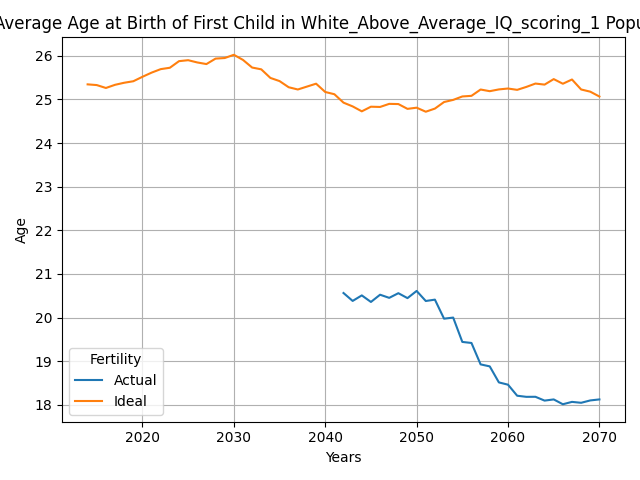 Average Age at Birth of First Child in White_Above_Average_IQ_scoring_1 Popu
26
25
24
23
22
21
20
19
18
Age
Fertility
Actual
Ideal
2020 2030 2040 2050 2060 2070
Years